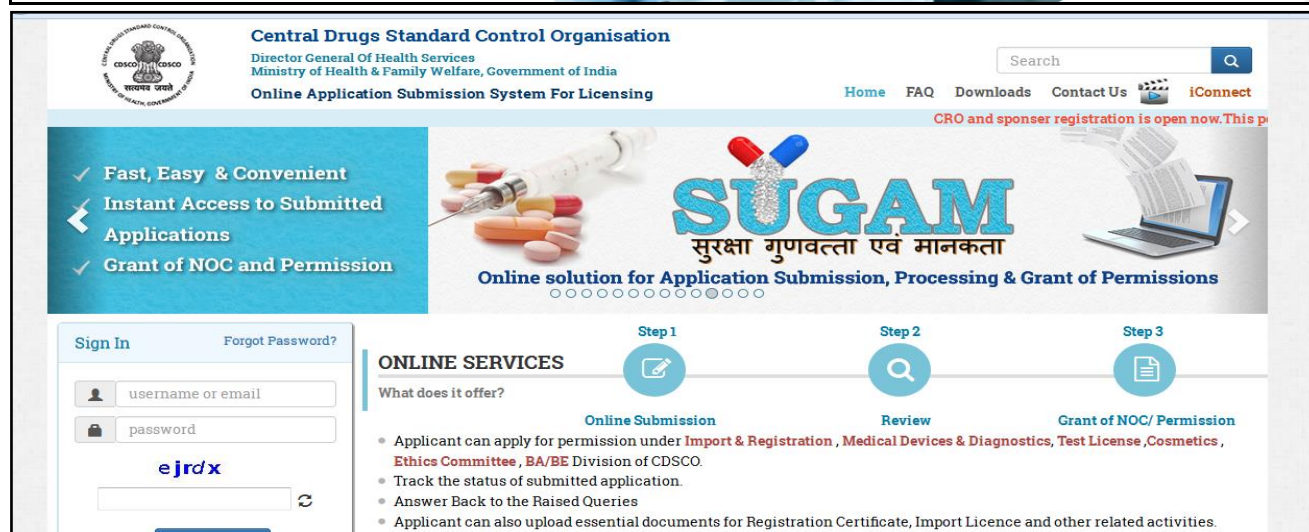 CDSCO CDSCO
सत्यमेव जयते
Central Drugs Standard Control Organisation
Director General Of Health Services
Ministry of Health & Family Welfare, Government of India
Online Application Submission System For Licensing
Search
Home FAQ Downloads Contact Us iConnect
CRO and sponser registration is open now.This p
Fast, Easy & Convenient
Instant Access to Submitted
Applications
Grant of NOC and Permission
SUGAM
सुरक्षा गुणवत्ता एवं मानकता
Online solution for Application Submission, Processing & Grant of Permissions
Sign In Forgot Password?
username or email
password
ejrdx
ONLINE SERVICES
What does it offer?
Step 1 Step 2 Step 3
Online Submission Review Grant of NOC/ Permission
Applicant can apply for permission under Import & Registration , Medical Devices & Diagnostics, Test License ,Cosmetics ,
Ethics Committee , BA/BE Division of CDSCO.
Track the status of submitted application.
Answer Back to the Raised Queries
Applicant can also upload essential documents for Registration Certificate, Import Licence and other related activities.